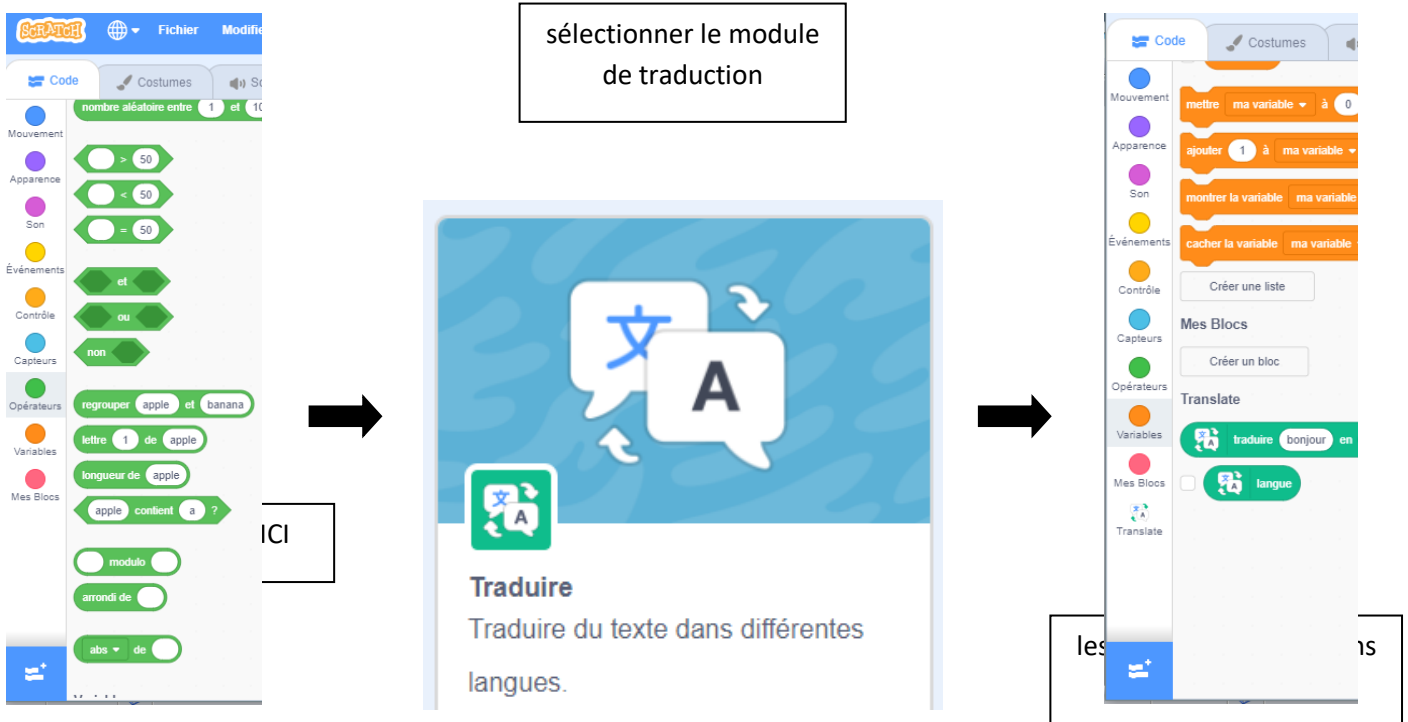 SCRATCH Fichier
Code Costumes
Mouvement
Apparence
Son
Événements
Contrôle
Capteurs
Opérateurs
Variables
Mes Blocs
nombre aléatoire entre 1 et
> 50
< 50
= 50
et
ou
non
regrouper apple et banana
lettre 1 de apple
longueur de apple
apple contient a ?
modulo
arrondi de
abs de
ICI
sélectionner le module
de traduction
Traduire
Traduire du texte dans différentes
langues.
Code Costumes
Mouvement
Apparence
Son
Événements
Contrôle
Capteurs
Opérateurs
Variables
Mes Blocs
Translate
mettre ma variable à 0
ajouter 1 à ma variable
montrer la variable ma variable
cacher la variable ma variable
Créer une liste
Mes Blocs
Créer un bloc
Translate
traduire bonjour en
langue
les